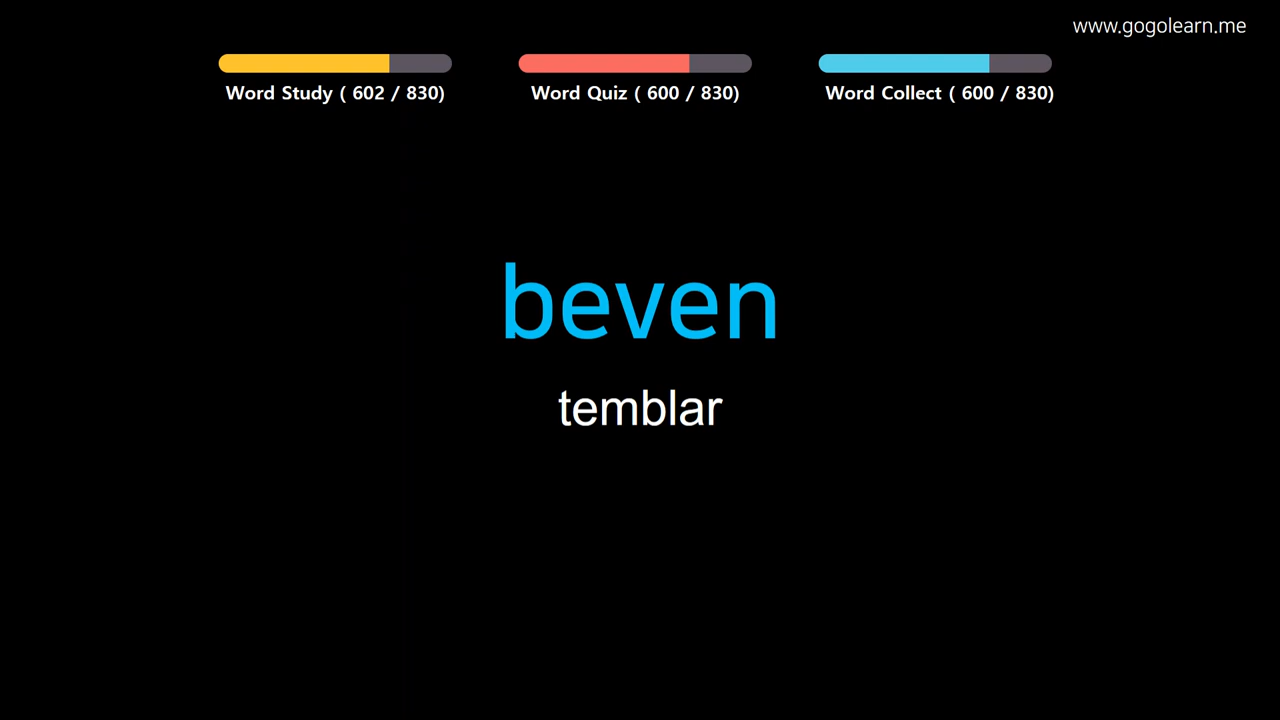 www.gogolearn.me
Word Study ( 602 / 830)
Word Quiz ( 600 / 830)
Word Collect ( 600 / 830)
beven
temblar